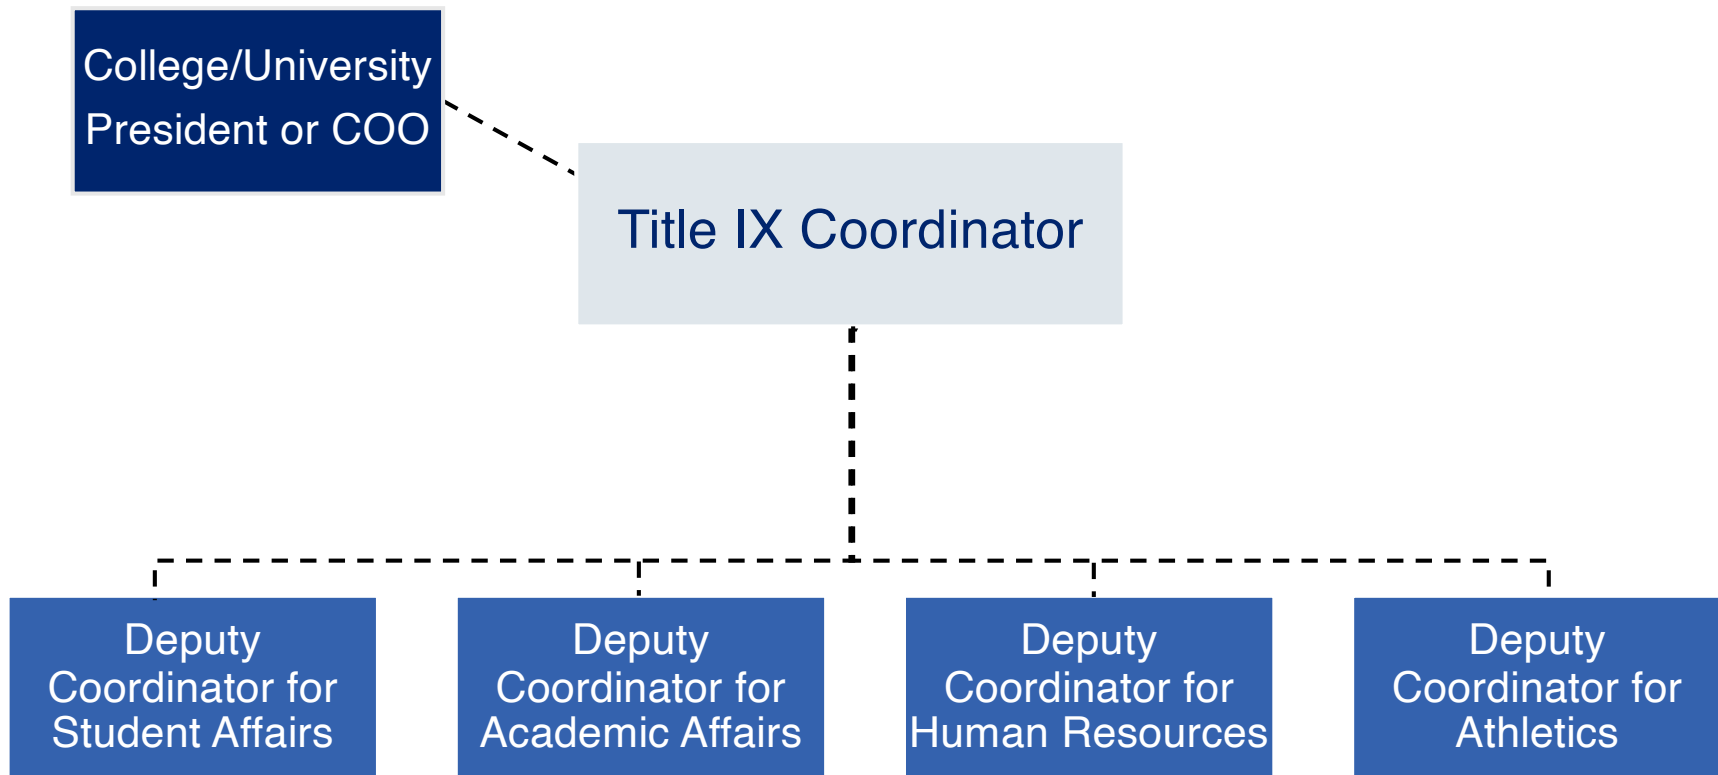 College/University
President or COO
Title IX Coordinator
Deputy
Coordinator for
Student Affairs
Deputy
Coordinator for
Academic Affairs
Deputy
Coordinator for
Human Resources
Deputy
Coordinator for
Athletics